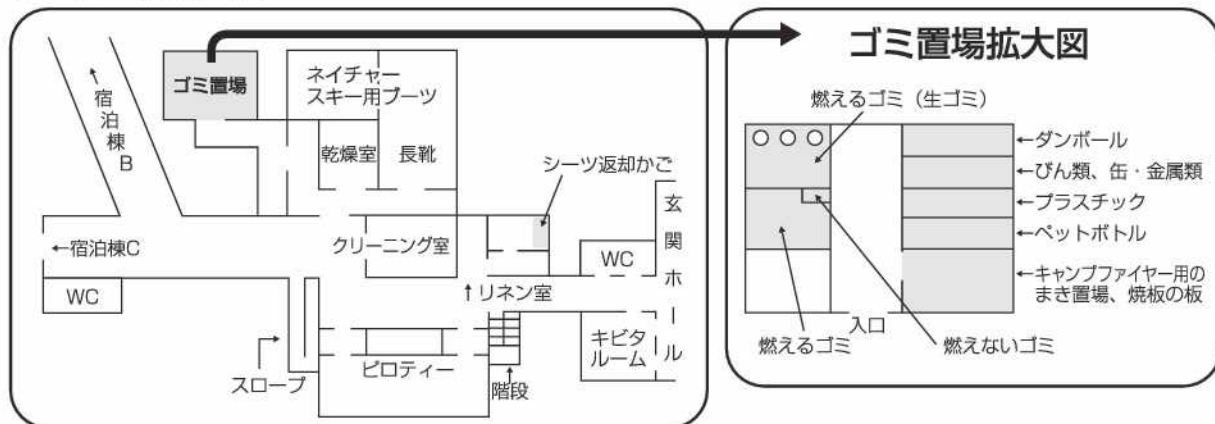 ゴミ置場
ネイチャー
スキー用ブーツ
↑宿泊棟B
乾燥室
長靴
シーツ返却かご
玄関ホール
←宿泊棟C
クリーニング室
WC
WC
↑リネン室
キビタ
ルーム
スロープ
ピロティー
階段
ゴミ置場拡大図
燃えるゴミ（生ゴミ）
←ダンボール
←びん類、缶・金属類
←プラスチック
←ペットボトル
←キャンプファイヤー用の
まき置場、焼板の板
入口
燃えるゴミ
燃えないゴミ